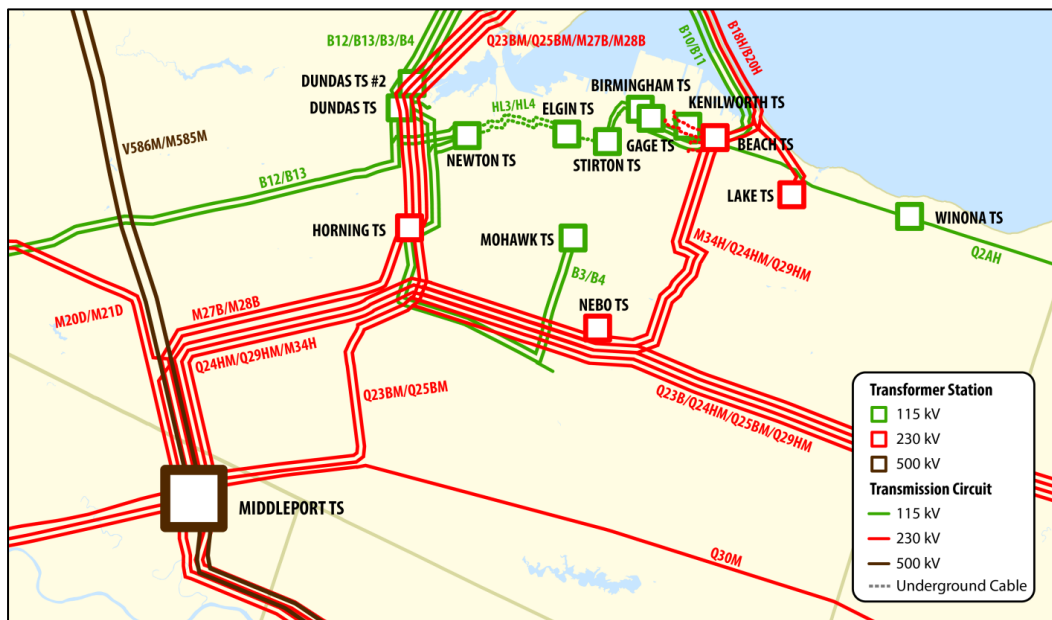 B12/B13/B3/B4
Q23BM/Q25BM/M27B/M28B
B10/B11
B18H/B20H
DUNDAS TS #2
DUNDAS TS
BIRMINGHAM TS
KENILWORTH TS
HL3/HL4
ELGIN TS
V586M/M585M
NEWTON TS
STIRTON TS
GAGE TS
BEACH TS
B12/B13
LAKE TS
WINONA TS
HORNING TS
MOHAWK TS
Q2AH
M34H/Q24HM/Q29HM
B3/B4
M20D/M21D
M27B/M28B
NEBO TS
Q24HM/Q29HM/M34H
Q23BM/Q25BM
Q23B/Q24HM/Q25BM/Q29HM
MIDDLEPORT TS
Q30M
Transformer Station
115 kV
230 kV
500 kV
Transmission Circuit
115 kV
230 kV
500 kV
Underground Cable